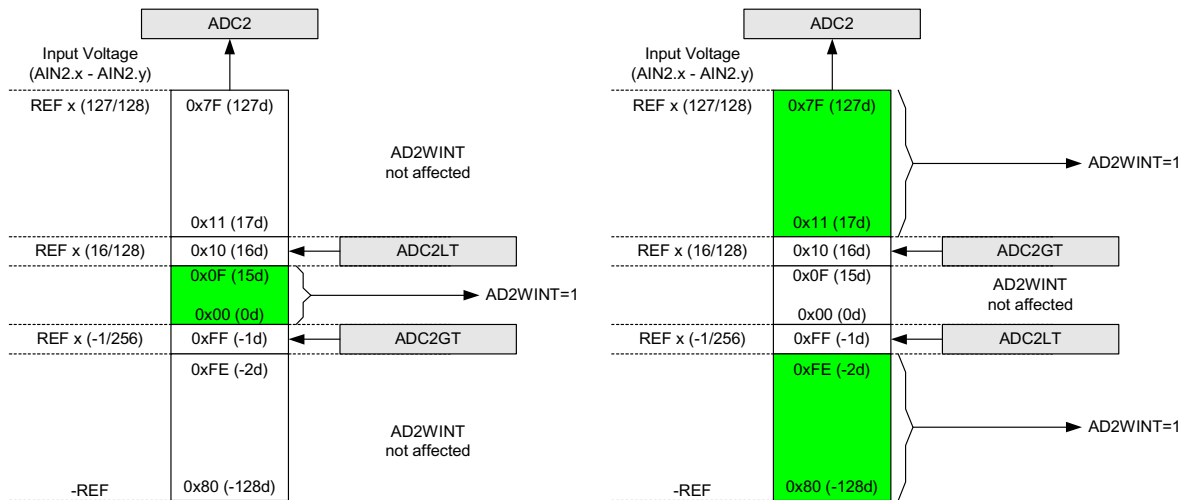 ADC2
Input Voltage
(AIN2.x - AIN2.y)
REF x (127/128)
0x7F (127d)
AD2WINT
not affected
0x11 (17d)
REF x (16/128)
0x10 (16d)
ADC2LT
0x0F (15d)
AD2WINT=1
0x00 (0d)
REF x (-1/256)
0xFF (-1d)
ADC2GT
0xFE (-2d)
AD2WINT
not affected
-REF
0x80 (-128d)
ADC2
Input Voltage
(AIN2.x - AIN2.y)
REF x (127/128)
0x7F (127d)
AD2WINT=1
0x11 (17d)
REF x (16/128)
0x10 (16d)
ADC2GT
0x0F (15d)
AD2WINT
not affected
0x00 (0d)
REF x (-1/256)
0xFF (-1d)
ADC2LT
0xFE (-2d)
AD2WINT=1
-REF
0x80 (-128d)